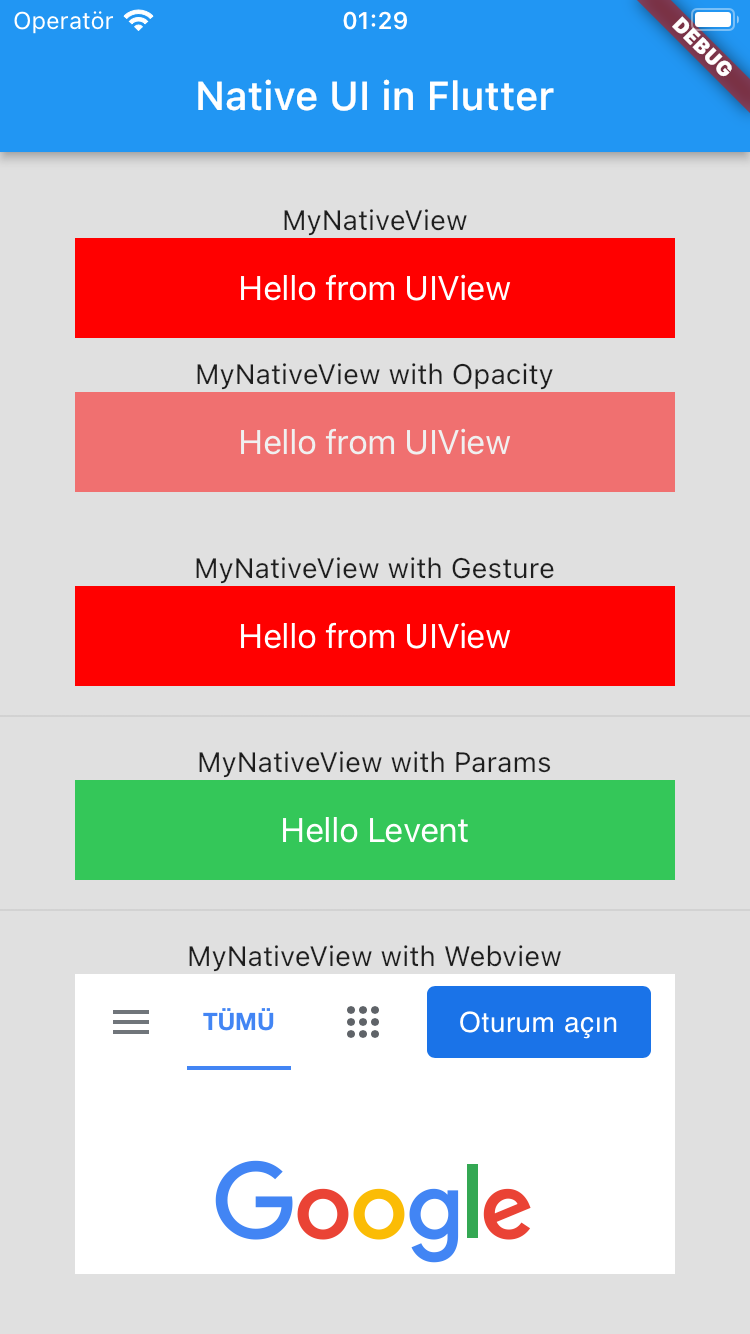 Operatör 01:29
DEBUG
Native UI in Flutter
MyNativeView
Hello from UIView
MyNativeView with Opacity
Hello from UIView
MyNativeView with Gesture
Hello from UIView
MyNativeView with Params
Hello Levent
MyNativeView with Webview
TÜMÜ Oturum açın
Google